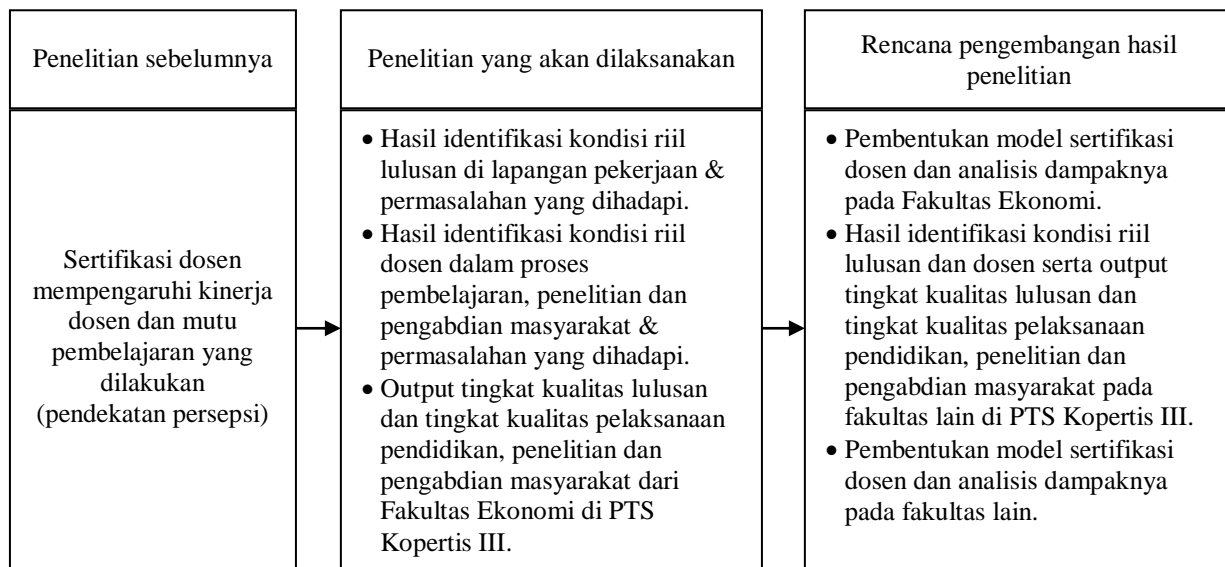 Penelitian sebelumnya
Penelitian yang akan dilaksanakan
Rencana pengembangan hasil
penelitian
Sertifikasi dosen
mempengaruhi kinerja
dosen dan mutu
pembelajaran yang
dilakukan
(pendekatan persepsi)
• Hasil identifikasi kondisi riil
lulusan di lapangan pekerjaan &
permasalahan yang dihadapi.
• Hasil identifikasi kondisi riil
dosen dalam proses
pembelajaran, penelitian dan
pengabdian masyarakat &
permasalahan yang dihadapi.
• Output tingkat kualitas lulusan
dan tingkat kualitas pelaksanaan
pendidikan, penelitian dan
pengabdian masyarakat dari
Fakultas Ekonomi di PTS
Kopertis III.
• Pembentukan model sertifikasi
dosen dan analisis dampaknya
pada Fakultas Ekonomi.
• Hasil identifikasi kondisi riil
lulusan dan dosen serta output
tingkat kualitas lulusan dan
tingkat kualitas pelaksanaan
pendidikan, penelitian dan
pengabdian masyarakat pada
fakultas lain di PTS Kopertis III.
• Pembentukan model sertifikasi
dosen dan analisis dampaknya
pada fakultas lain.